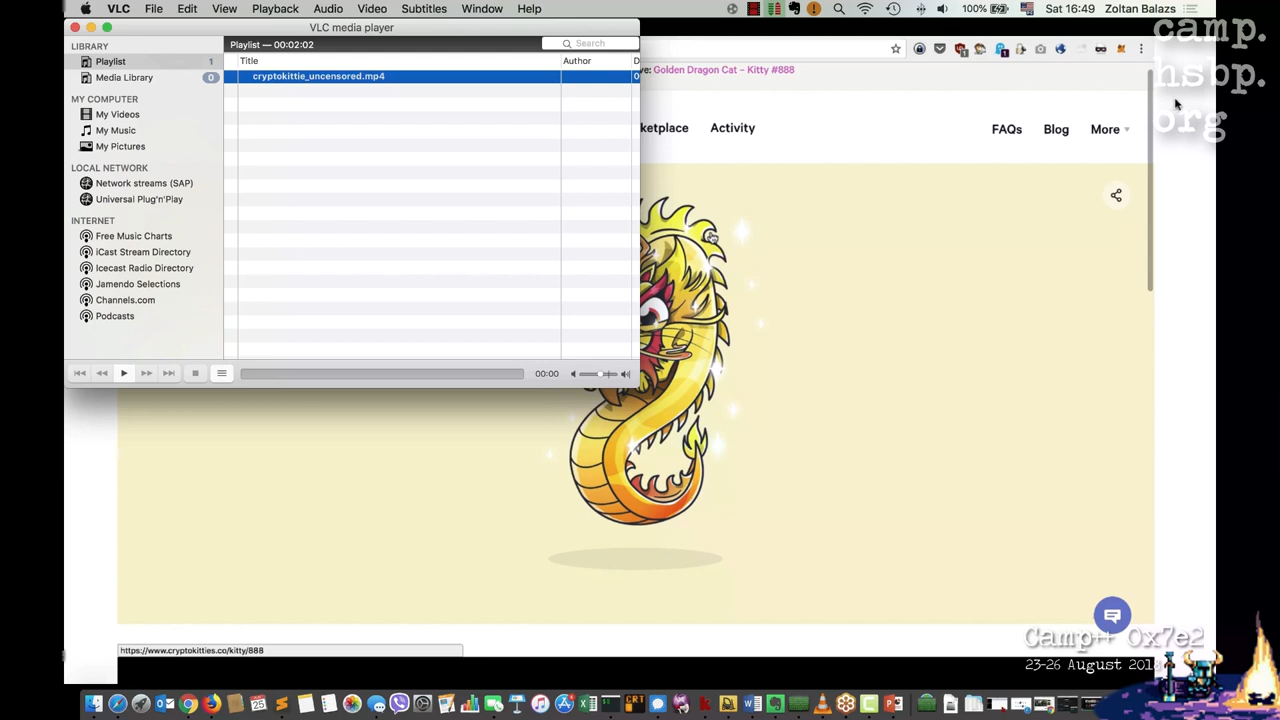 VLC File Edit View Playback Audio Video Subtitles Window Help
100% Sat 16:49 Zoltan Balazs
VLC media player
LIBRARY
Playlist 1
Media Library 0
MY COMPUTER
My Videos
My Music
My Pictures
LOCAL NETWORK
Network streams (SAP)
Universal Plug'n'Play
INTERNET
Free Music Charts
iCast Stream Directory
Icecast Radio Directory
Jamendo Selections
Channels.com
Podcasts
Playlist — 00:02:02
Search
Title Author D
cryptokittie_uncensored.mp4 0
00:00
Golden Dragon Cat – Kitty #888
ketplace Activity FAQs Blog More
https://www.cryptokitties.co/kitty/888
camp.
hsbp.
org
Camp++ 0x7e2
23-26 August 2018